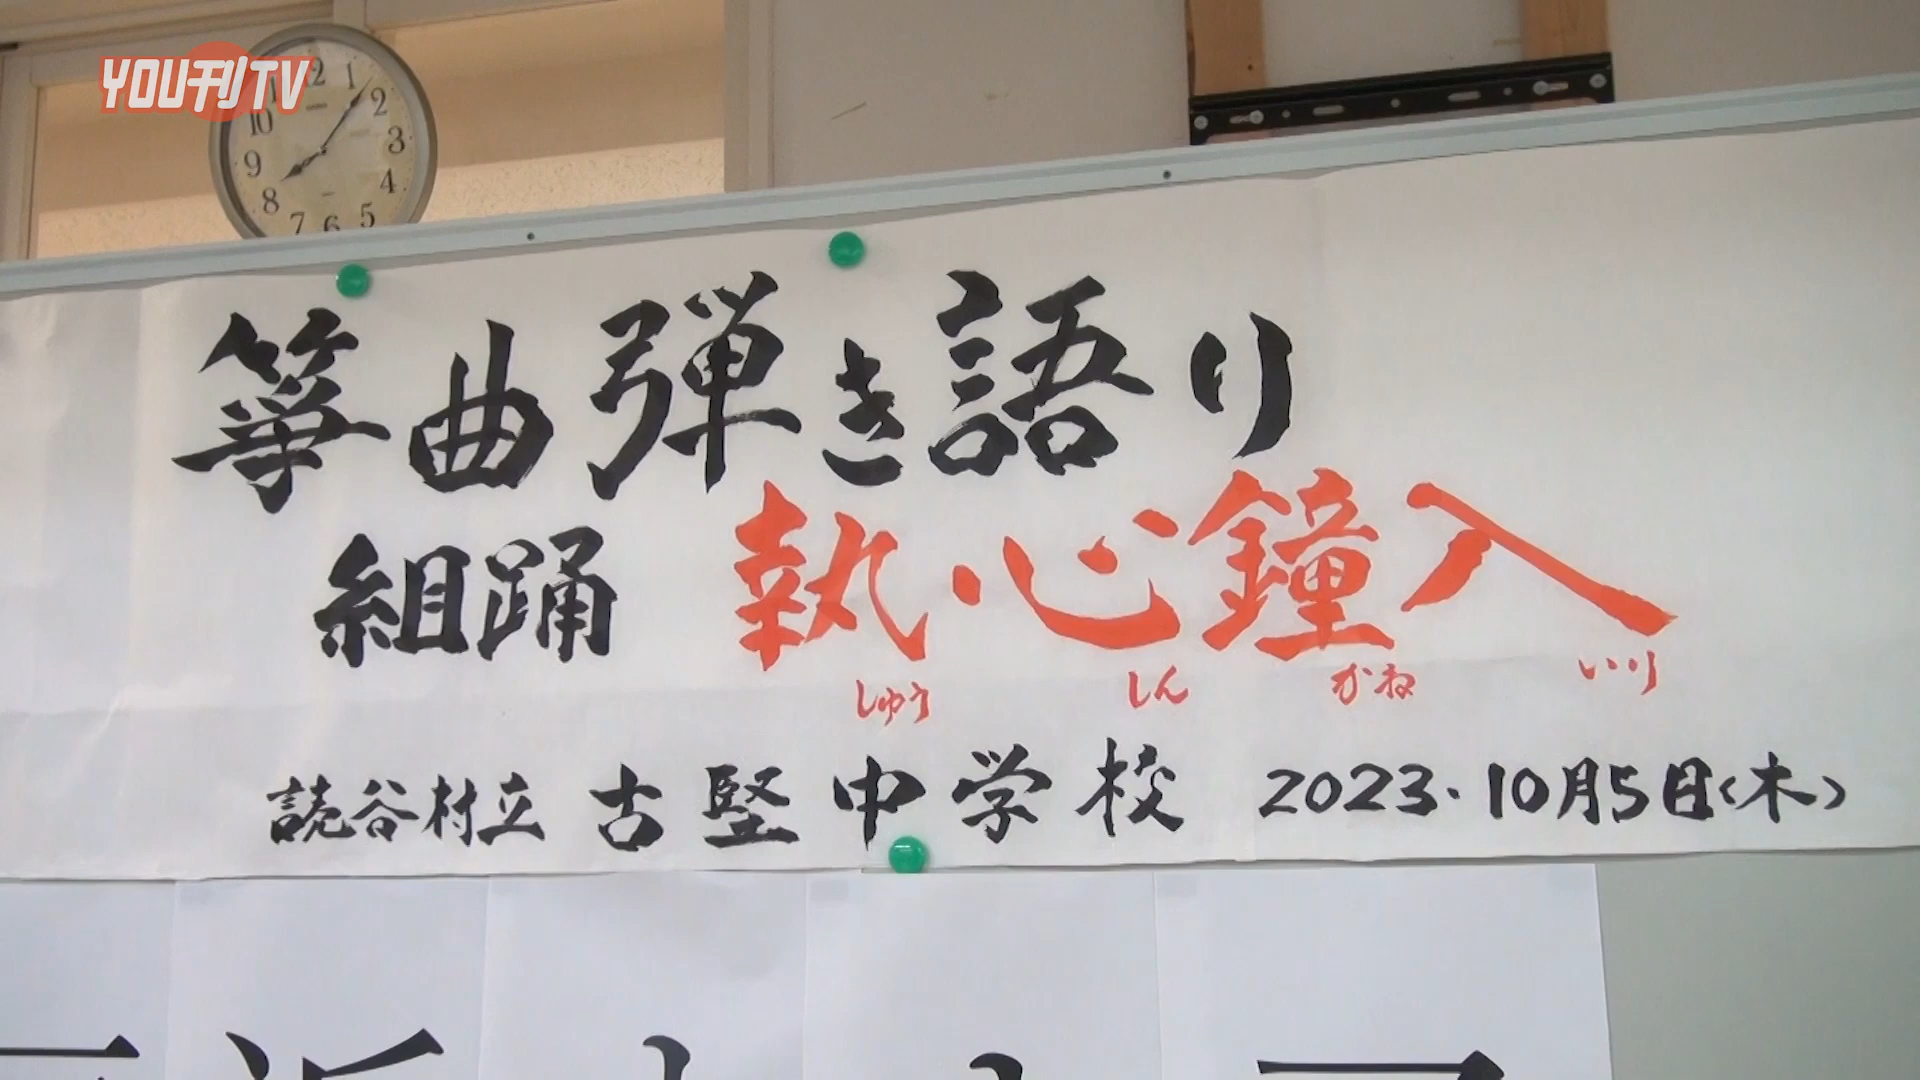 YOU刊TV
箏曲弾き語り
組踊 執心鐘入
しゅう しん かね いり
読谷村立 古堅中学校 2023.10月5日(木)